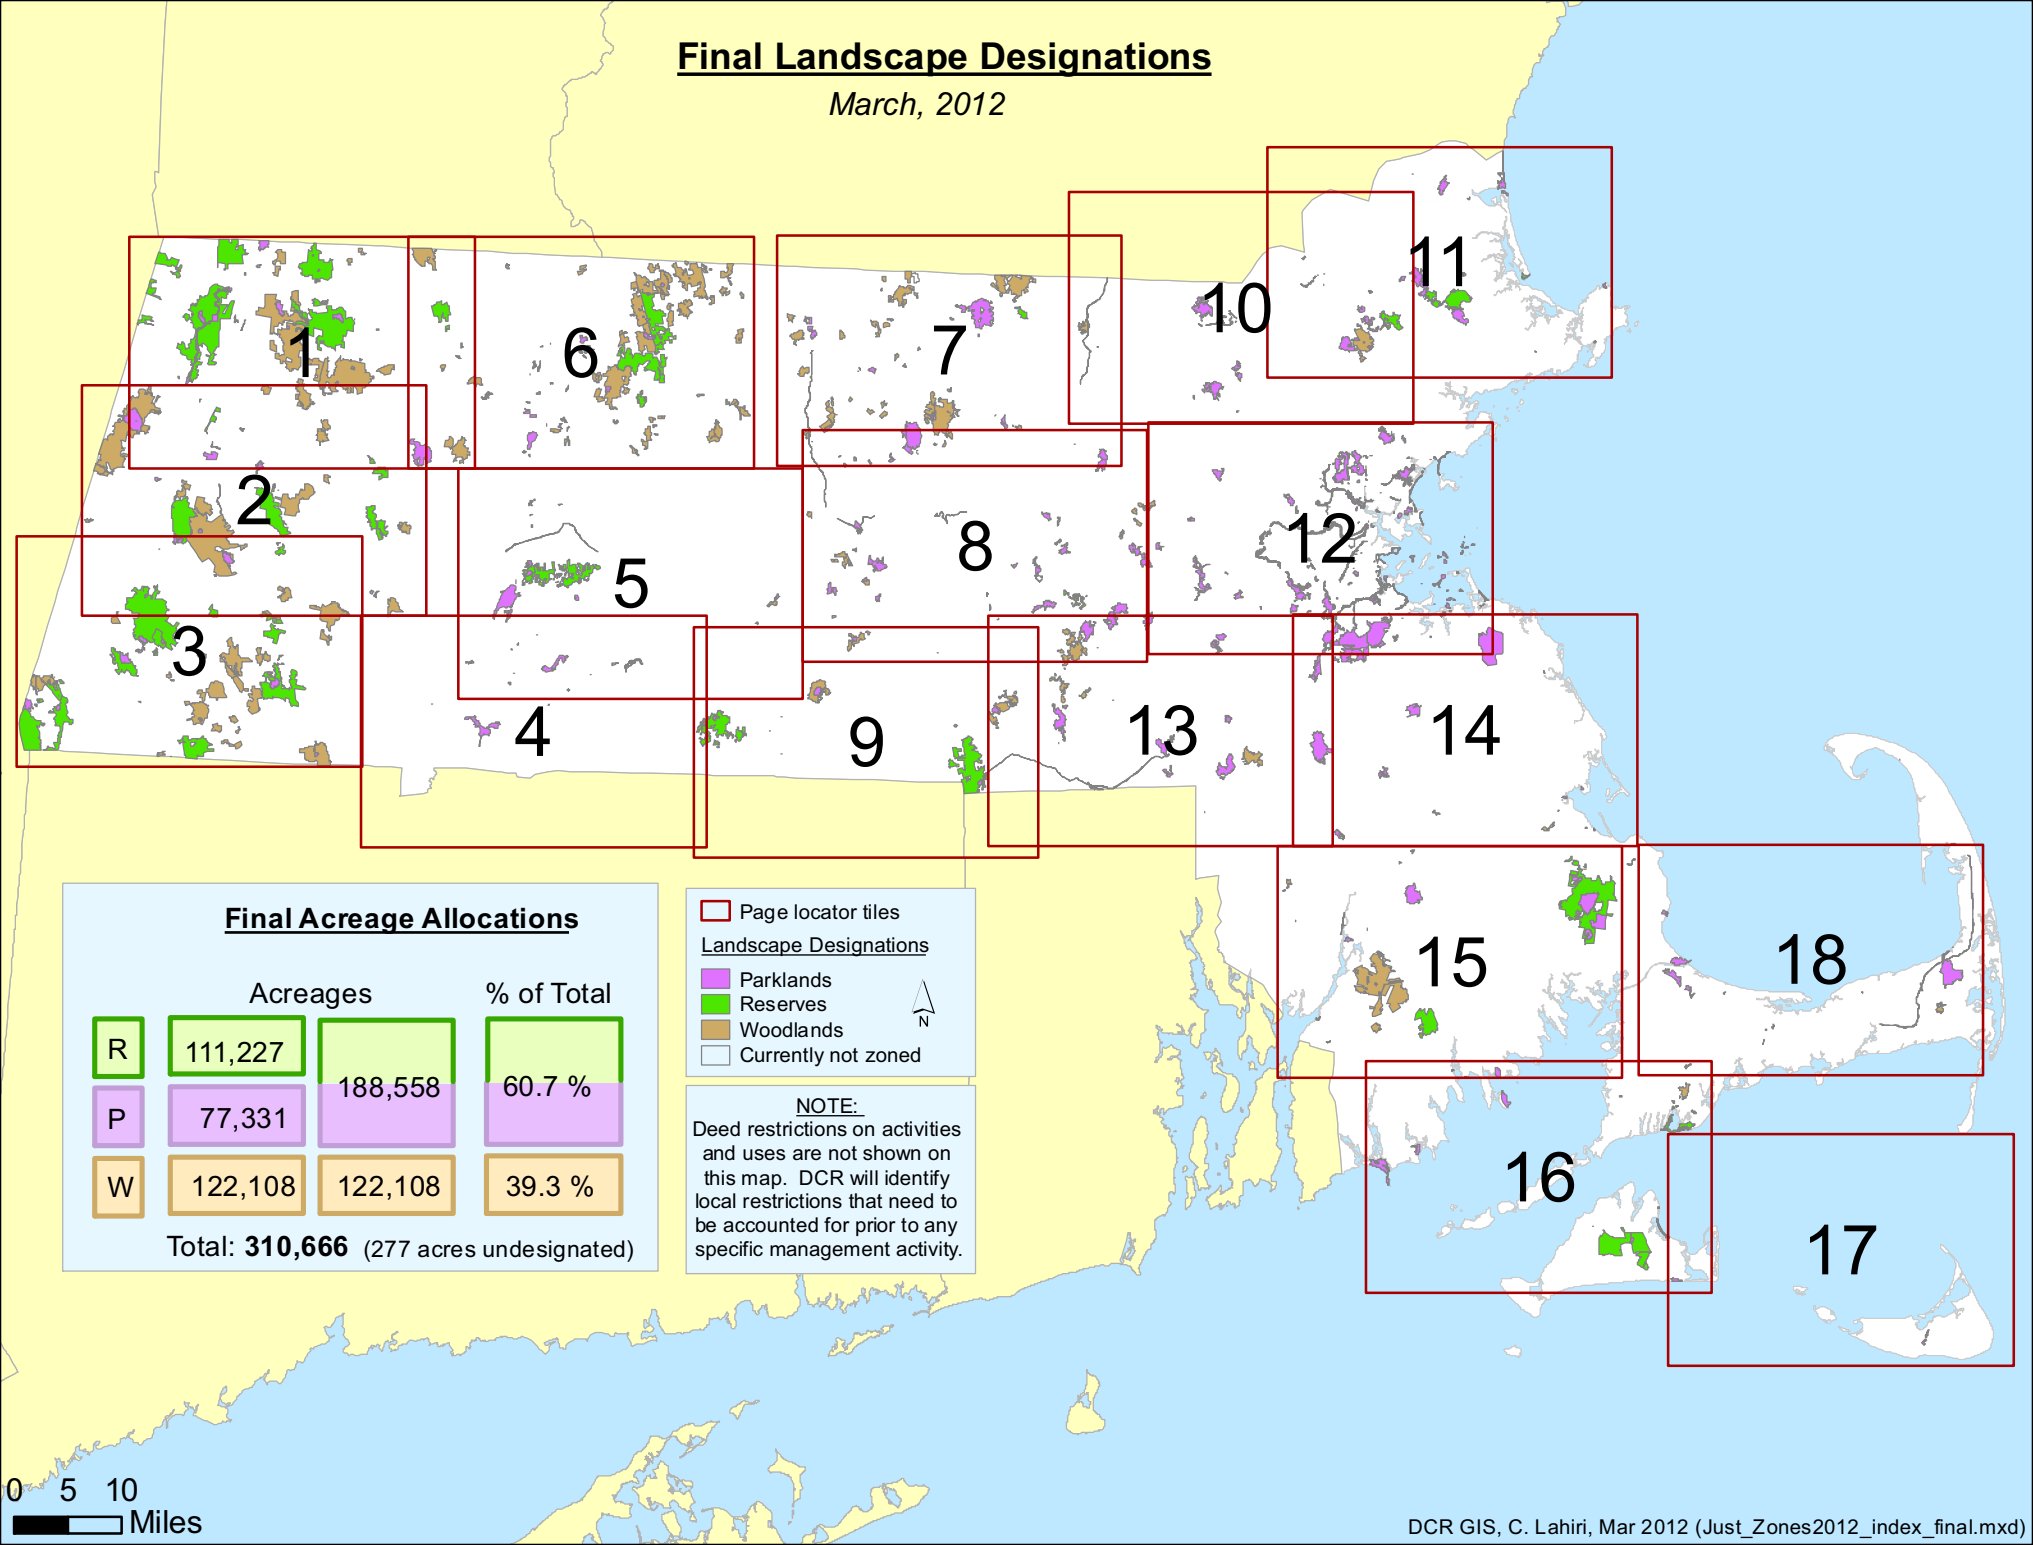 Final Landscape Designations
March, 2012
11
10
1
6
7
2
12
8
5
3
13
14
4
9
15
18
16
17
Final Acreage Allocations
Acreages % of Total
R 111,227
188,558 60.7 %
P 77,331
W 122,108 122,108 39.3 %
Total: 310,666 (277 acres undesignated)
Page locator tiles
Landscape Designations
Parklands
Reserves
Woodlands
Currently not zoned
N
NOTE:
Deed restrictions on activities
and uses are not shown on
this map. DCR will identify
local restrictions that need to
be accounted for prior to any
specific management activity.
0 5 10
Miles
DCR GIS, C. Lahiri, Mar 2012 (Just_Zones2012_index_final.mxd)